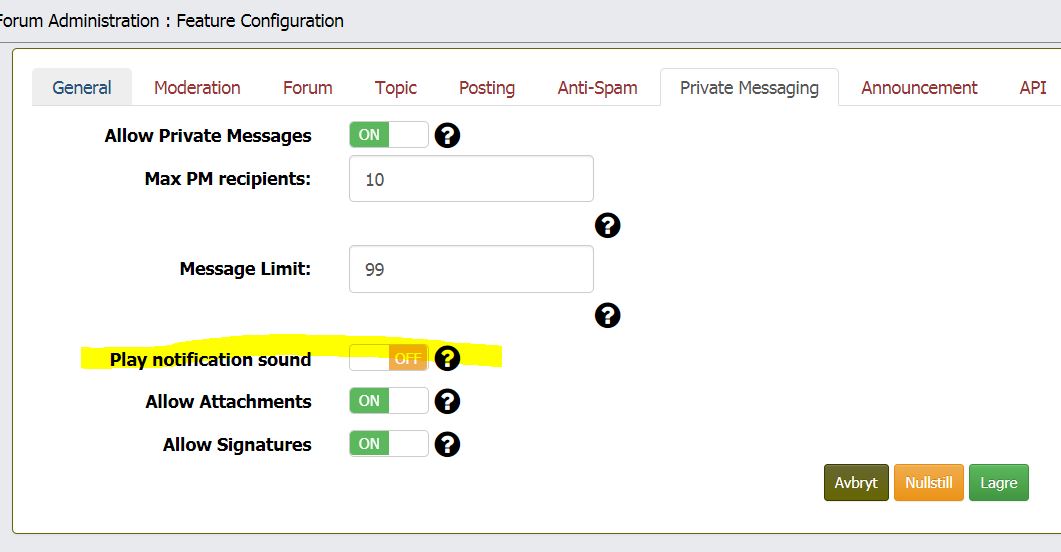 Forum Administration : Feature Configuration
General Moderation Forum Topic Posting Anti-Spam Private Messaging Announcement API
Allow Private Messages ON ?
Max PM recipients: 10
?
Message Limit: 99
?
Play notification sound OFF ?
Allow Attachments ON ?
Allow Signatures ON ?
Avbryt Nullstill Lagre